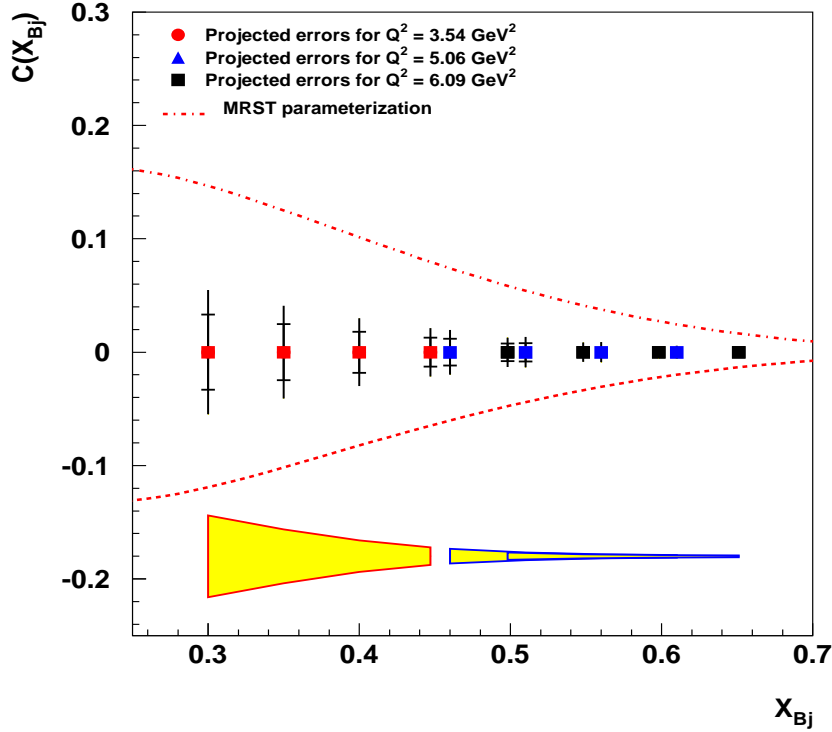 C(X_Bj)
0.3
0.2
0.1
0
-0.1
-0.2
Projected errors for Q² = 3.54 GeV²
Projected errors for Q² = 5.06 GeV²
Projected errors for Q² = 6.09 GeV²
MRST parameterization
0.3 0.4 0.5 0.6 0.7
X_Bj